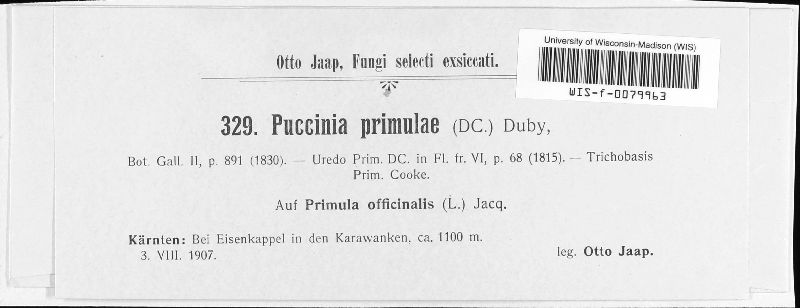 Otto Jaap, Fungi selecti exsiccati.
University of Wisconsin-Madison (WIS)
WIS-f-0079963
329. Puccinia primulae (DC.) Duby,
Bot. Gall. II, p. 891 (1830). — Uredo Prim. DC. in Fl. fr. VI, p. 68 (1815). — Trichobasis
Prim. Cooke.
Auf Primula officinalis (L.) Jacq.
Kärnten: Bei Eisenkappel in den Karawanken, ca. 1100 m.
3. VIII. 1907.
leg. Otto Jaap.